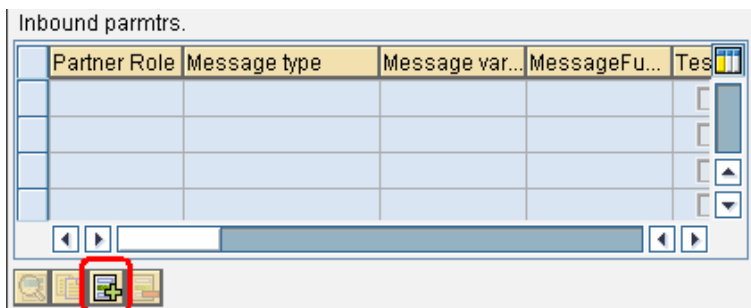 Inbound parmtrs.
Partner Role Message type Message var... MessageFu... Tes